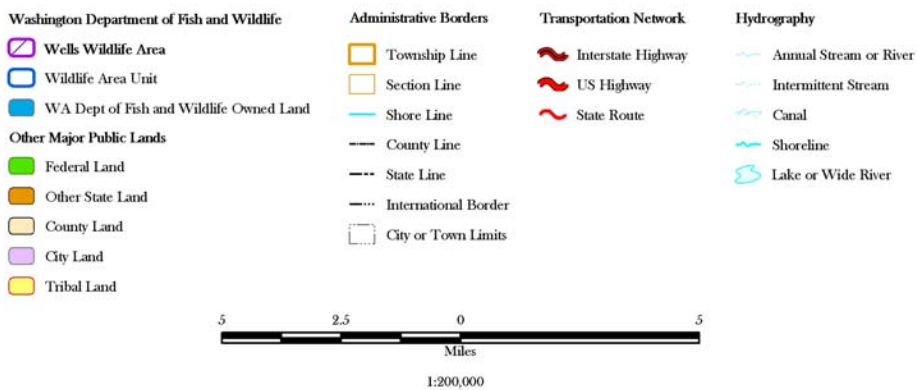 Washington Department of Fish and Wildlife
Wells Wildlife Area
Wildlife Area Unit
WA Dept of Fish and Wildlife Owned Land
Other Major Public Lands
Federal Land
Other State Land
County Land
City Land
Tribal Land
Administrative Borders
Township Line
Section Line
Shore Line
County Line
State Line
International Border
City or Town Limits
Transportation Network
Interstate Highway
US Highway
State Route
Hydrography
Annual Stream or River
Intermittent Stream
Canal
Shoreline
Lake or Wide River
5 2.5 0 5
Miles
1:200,000